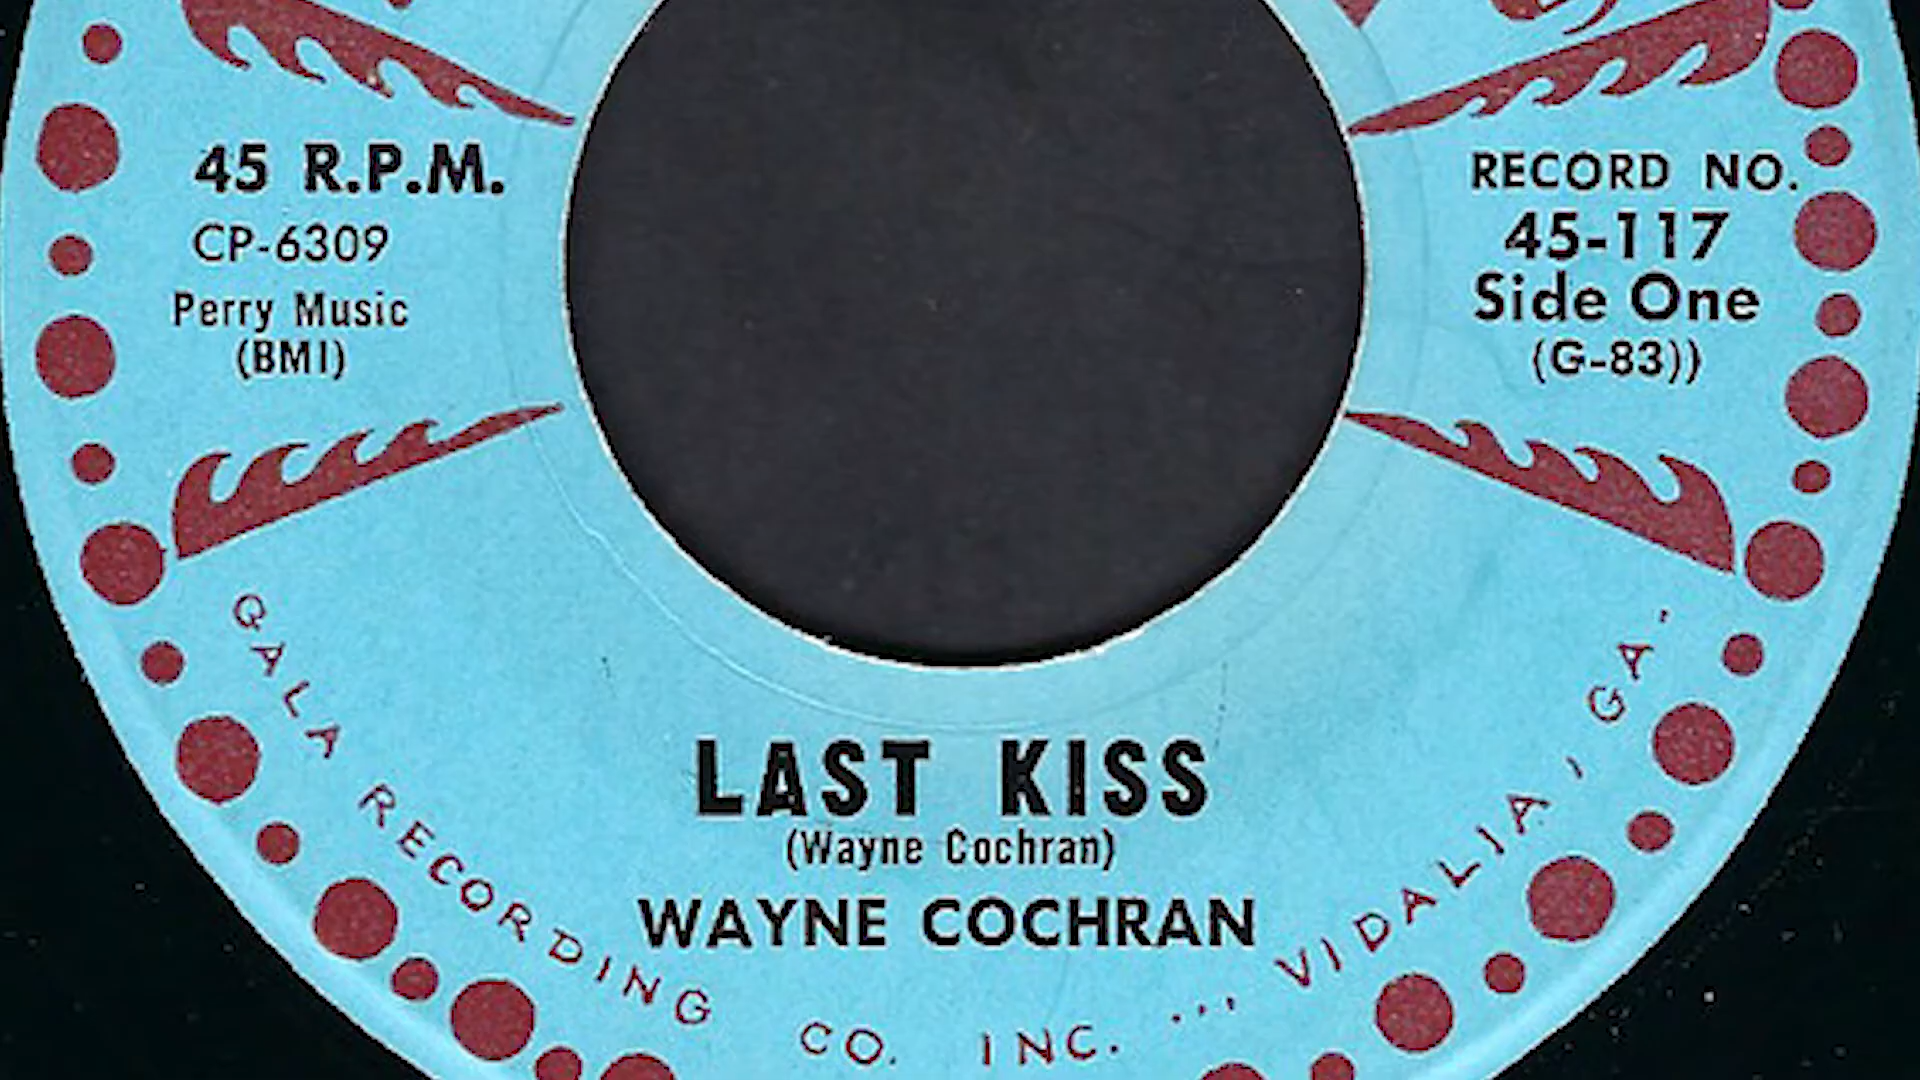 45 R.P.M.
CP-6309
Perry Music
(BMI)
RECORD NO.
45-117
Side One
(G-83))
LAST KISS
(Wayne Cochran)
WAYNE COCHRAN
GALA RECORDING CO. INC. ... VIDALIA, GA.